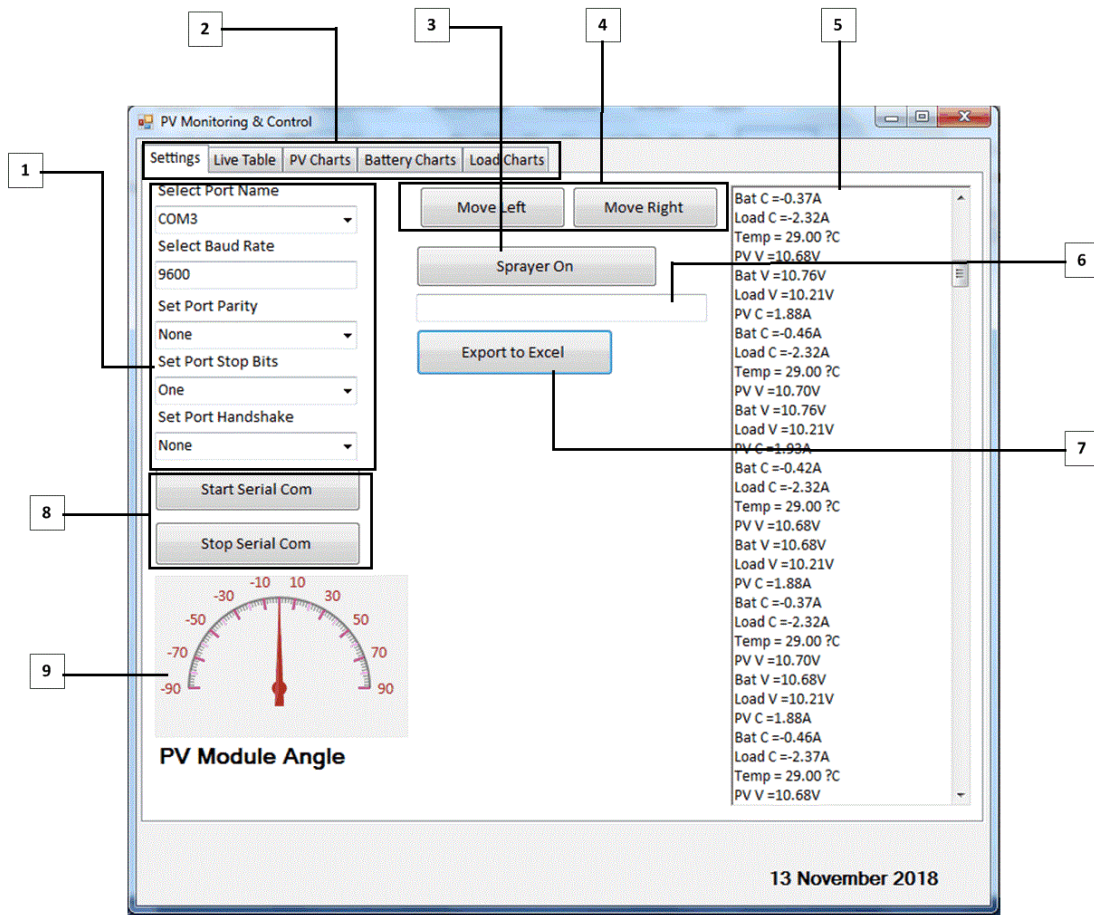 2
3
4
5
PV Monitoring & Control
1
Settings Live Table PV Charts Battery Charts Load Charts
Select Port Name
COM3
Select Baud Rate
9600
Set Port Parity
None
Set Port Stop Bits
One
Set Port Handshake
None
Move Left Move Right
Sprayer On
6
Export to Excel
7
8
Start Serial Com
Stop Serial Com
9
-90
-70
-50
-30
-10
10
30
50
70
90
PV Module Angle
Bat C =-0.37A
Load C =-2.32A
Temp = 29.00 ?C
PV V =10.68V
Bat V =10.76V
Load V =10.21V
PV C =1.88A
Bat C =-0.46A
Load C =-2.32A
Temp = 29.00 ?C
PV V =10.70V
Bat V =10.76V
Load V =10.21V
PV C =1.93A
Bat C =-0.42A
Load C =-2.32A
Temp = 29.00 ?C
PV V =10.68V
Bat V =10.68V
Load V =10.21V
PV C =1.88A
Bat C =-0.37A
Load C =-2.32A
Temp = 29.00 ?C
PV V =10.70V
Bat V =10.68V
Load V =10.21V
PV C =1.88A
Bat C =-0.46A
Load C =-2.37A
Temp = 29.00 ?C
PV V =10.68V
13 November 2018